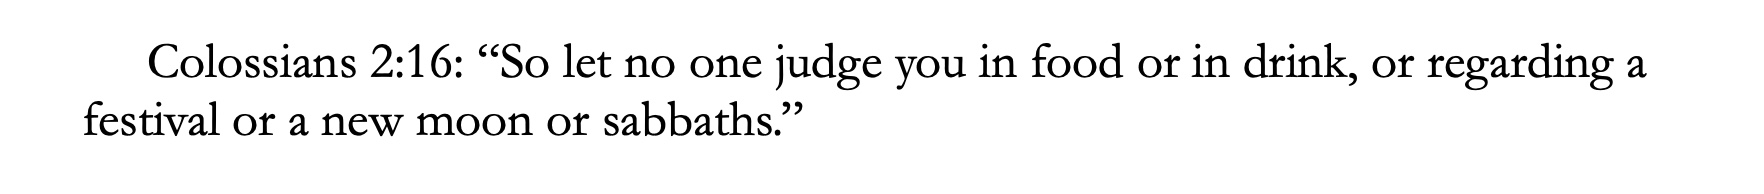 Colossians 2:16: “So let no one judge you in food or in drink, or regarding a
festival or a new moon or sabbaths.”